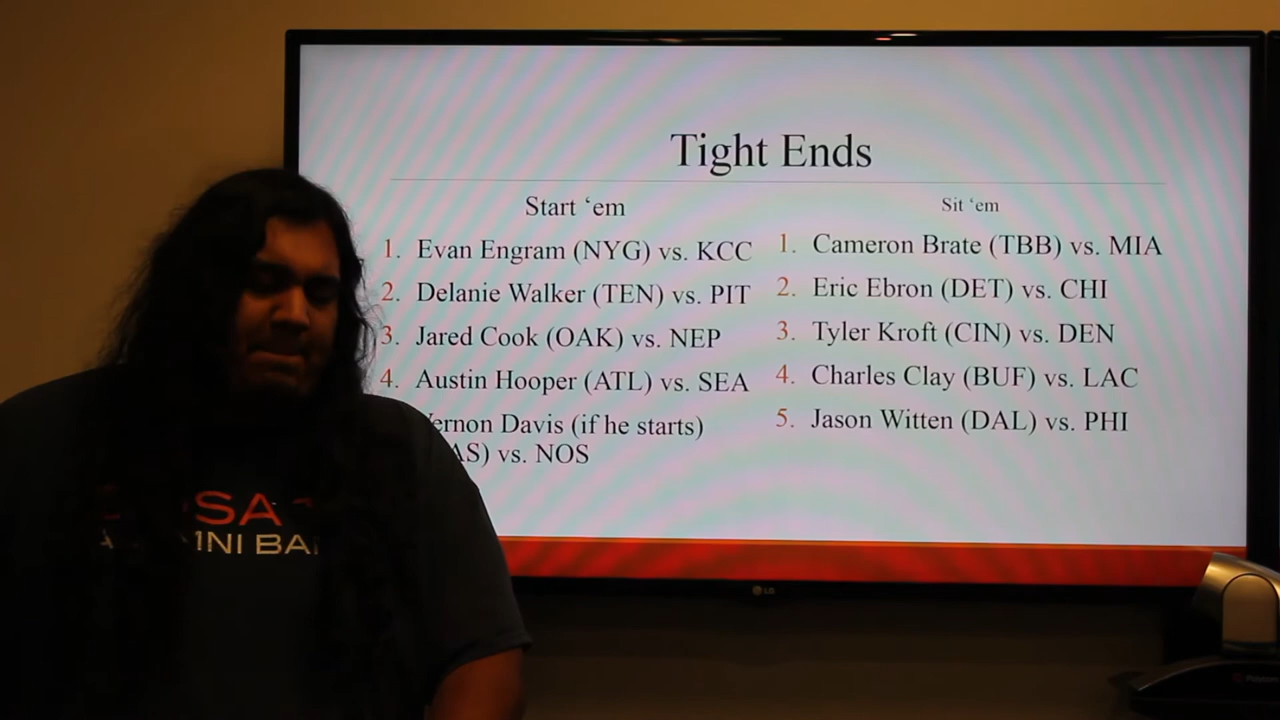 Tight Ends
Start ‘em
1. Evan Engram (NYG) vs. KCC
2. Delanie Walker (TEN) vs. PIT
3. Jared Cook (OAK) vs. NEP
4. Austin Hooper (ATL) vs. SEA
ernon Davis (if he starts)
AS) vs. NOS
Sit ‘em
1. Cameron Brate (TBB) vs. MIA
2. Eric Ebron (DET) vs. CHI
3. Tyler Kroft (CIN) vs. DEN
4. Charles Clay (BUF) vs. LAC
5. Jason Witten (DAL) vs. PHI
LG
SA
MNI BA